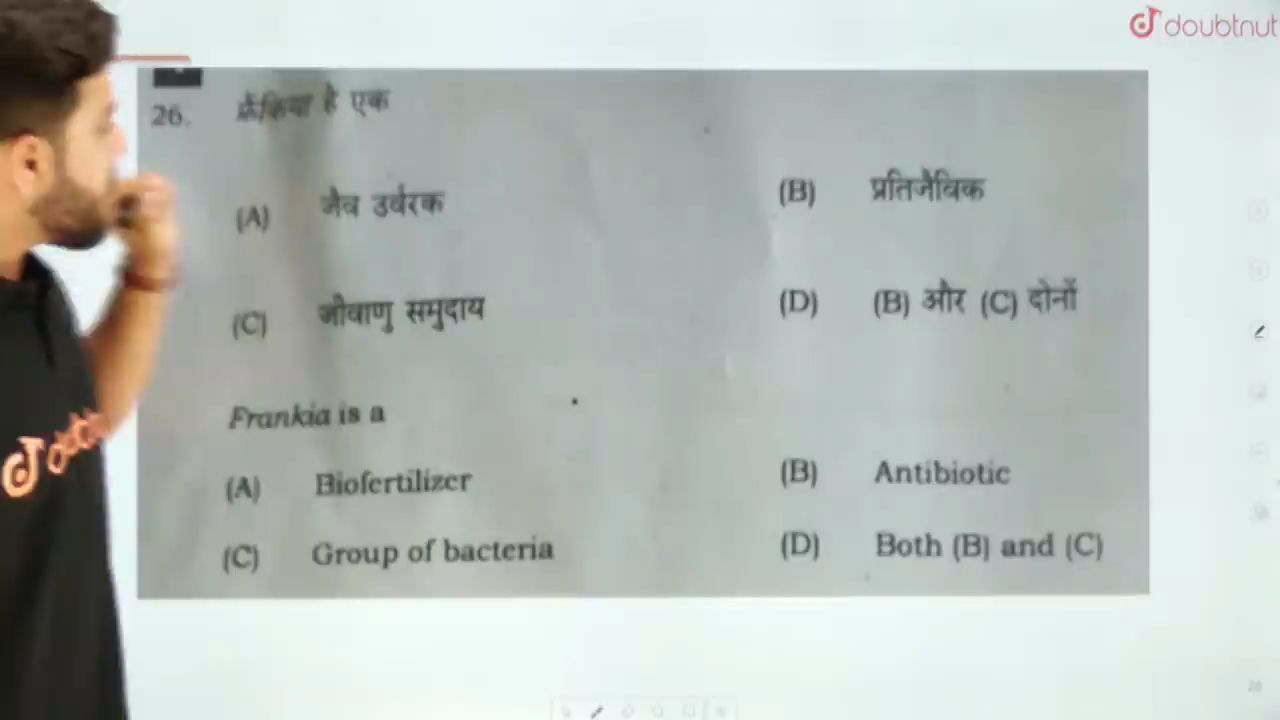 doubtnut
26. फ्रैंकिया है एक
(A) जैव उर्वरक (B) प्रतिजैविक
(C) जीवाणु समुदाय (D) (B) और (C) दोनों
Frankia is a
(A) Biofertilizer (B) Antibiotic
(C) Group of bacteria (D) Both (B) and (C)